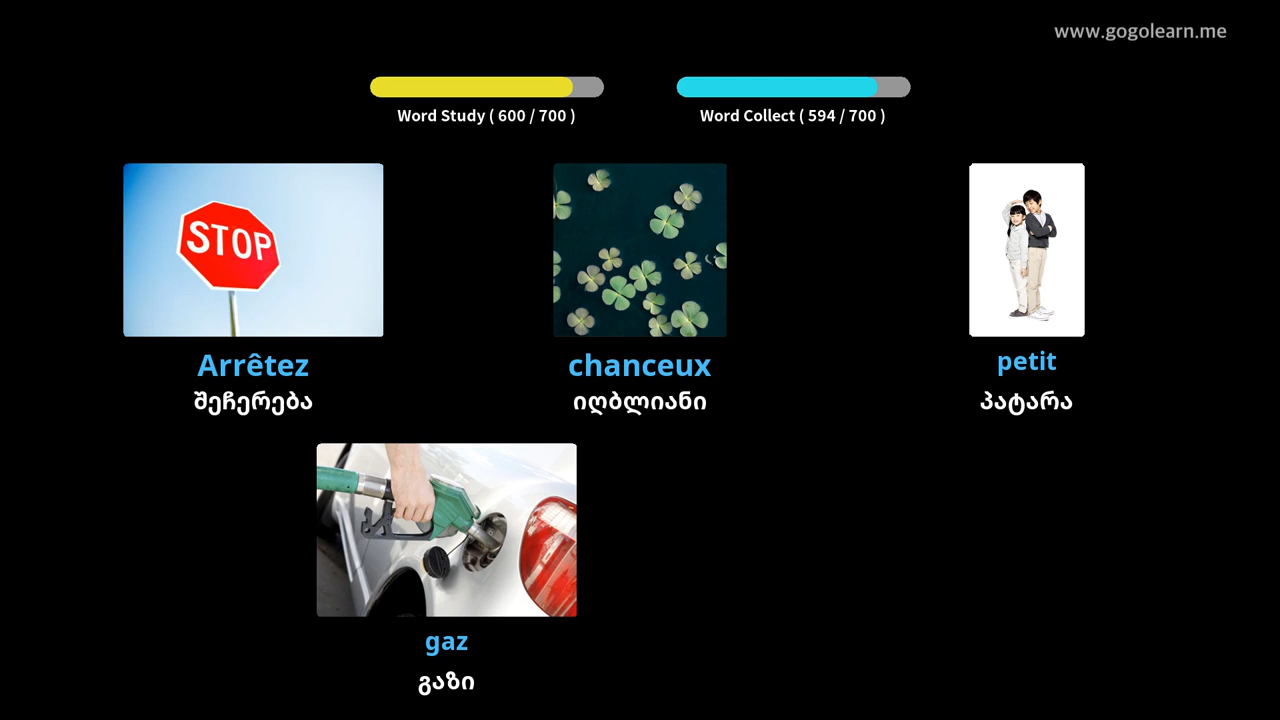 www.gogolearn.me
Word Study ( 600 / 700 )
Word Collect ( 594 / 700 )
STOP
Arrêtez
შეჩერება
chanceux
იღბლიანი
petit
პატარა
gaz
გაზი